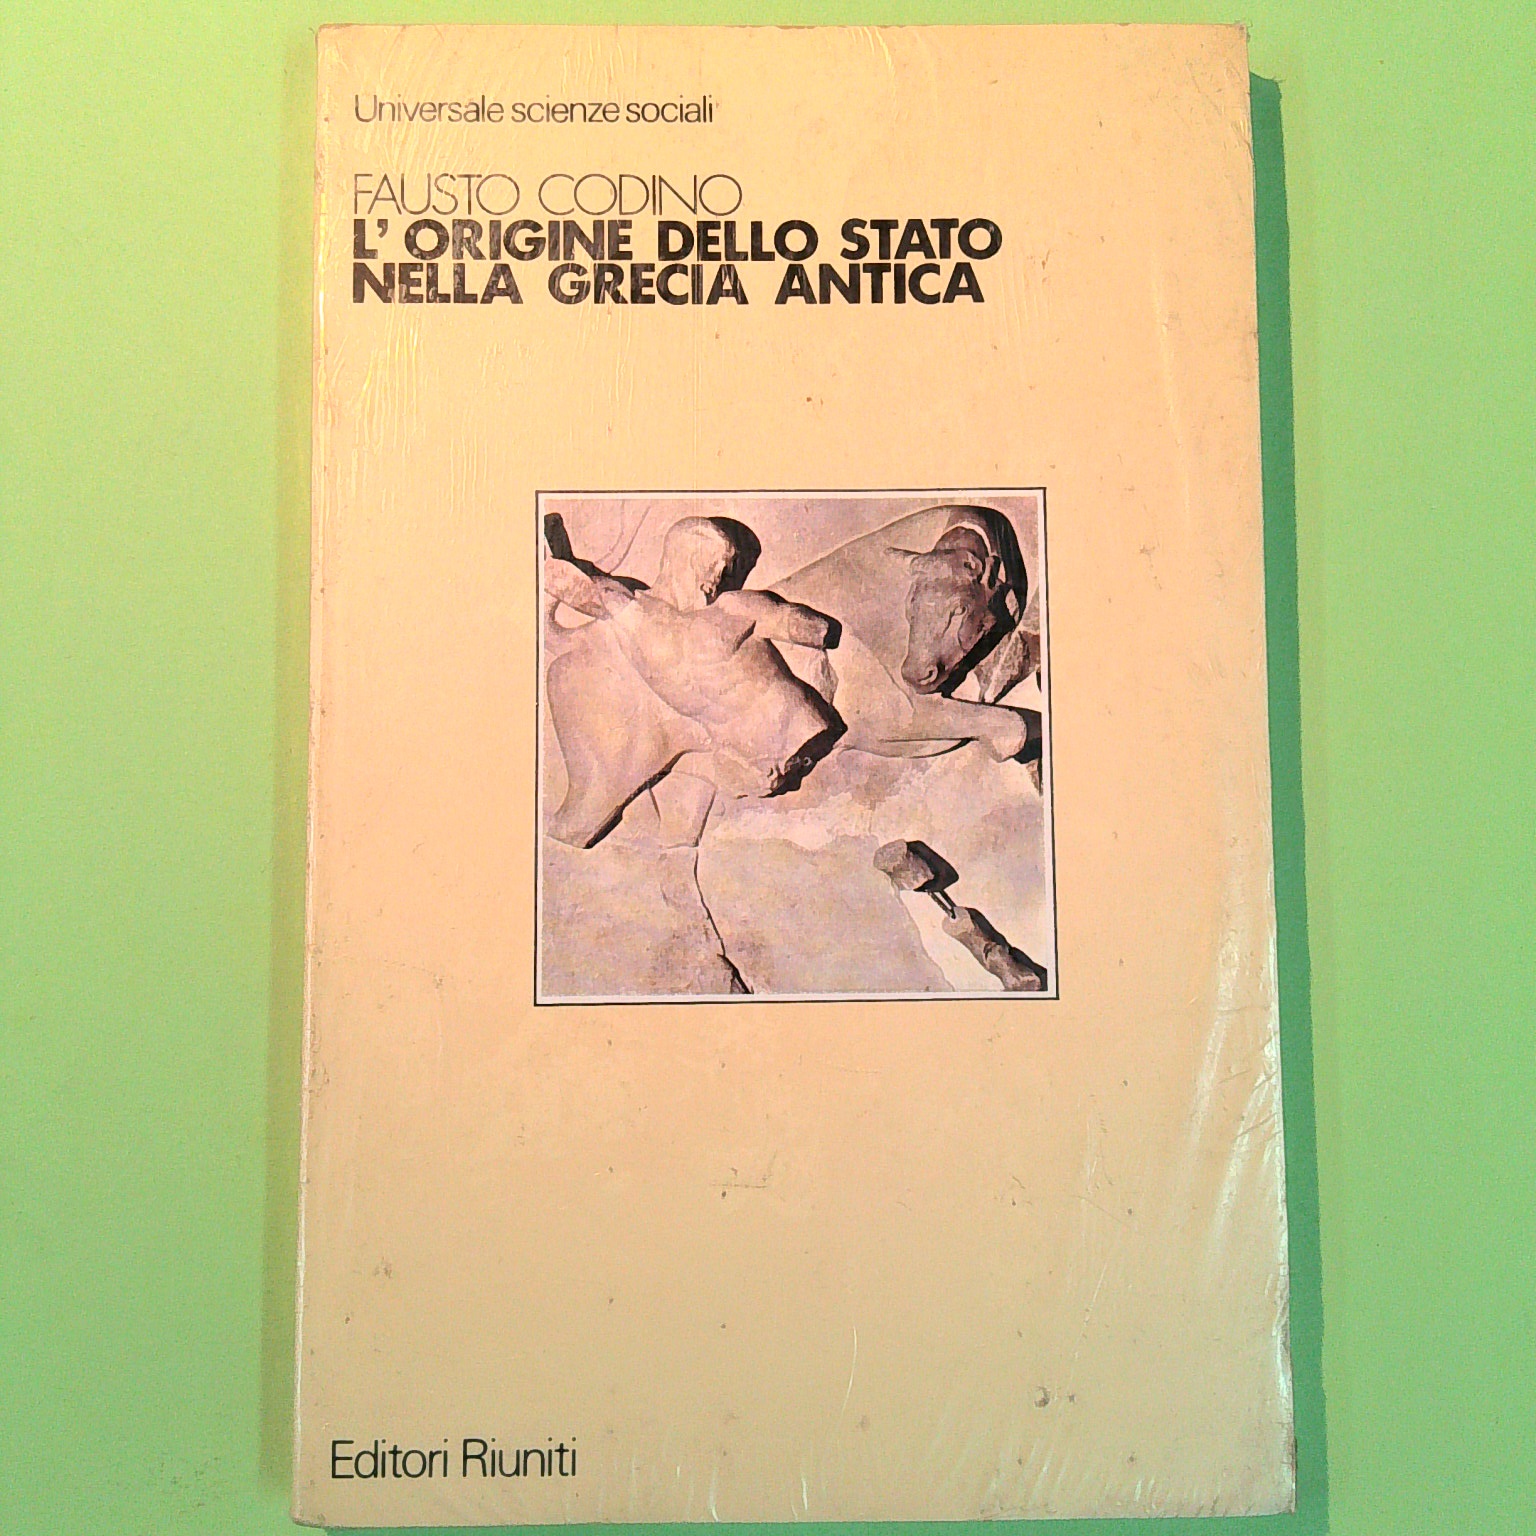 Universale scienze sociali
FAUSTO CODINO
L' ORIGINE DELLO STATO
NELLA GRECIA ANTICA
Editori Riuniti